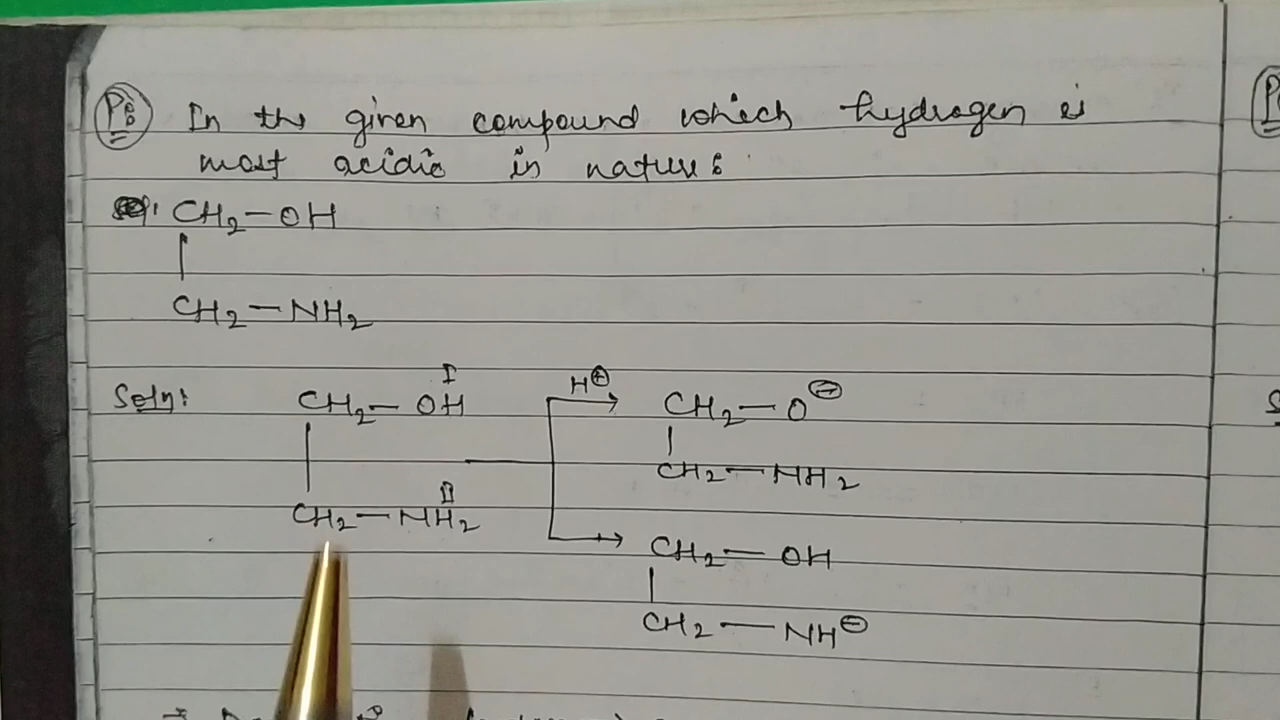 P: In the given compound which hydrogen is
most acidic in nature:
CH2-OH
|
CH2-NH2
Soln: CH2-OH I H⊕ → CH2-O⊖
|
CH2-NH2
CH2-NH2 II → CH2-OH
|
CH2-NH⊖